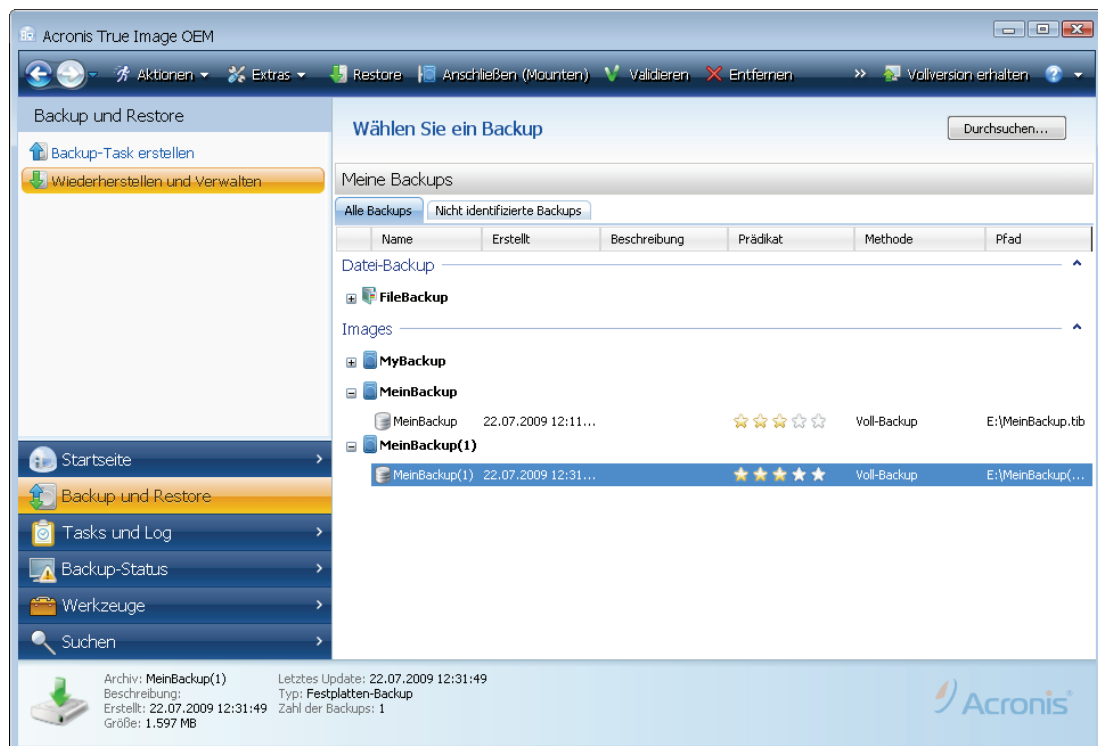 Acronis True Image OEM
Aktionen Extras Restore Anschließen (Mounten) Validieren Entfernen >> Vollversion erhalten
Backup und Restore
Backup-Task erstellen
Wiederherstellen und Verwalten
Wählen Sie ein Backup
Durchsuchen...
Meine Backups
Alle Backups Nicht identifizierte Backups
Name Erstellt Beschreibung Prädikat Methode Pfad
Datei-Backup
FileBackup
Images
MyBackup
MeinBackup
MeinBackup 22.07.2009 12:11... Voll-Backup E:\MeinBackup.tib
MeinBackup(1)
MeinBackup(1) 22.07.2009 12:31... Voll-Backup E:\MeinBackup(...
Startseite
Backup und Restore
Tasks und Log
Backup-Status
Werkzeuge
Suchen
Archiv: MeinBackup(1) Letztes Update: 22.07.2009 12:31:49
Beschreibung: Typ: Festplatten-Backup
Erstellt: 22.07.2009 12:31:49 Zahl der Backups: 1
Größe: 1.597 MB
Acronis